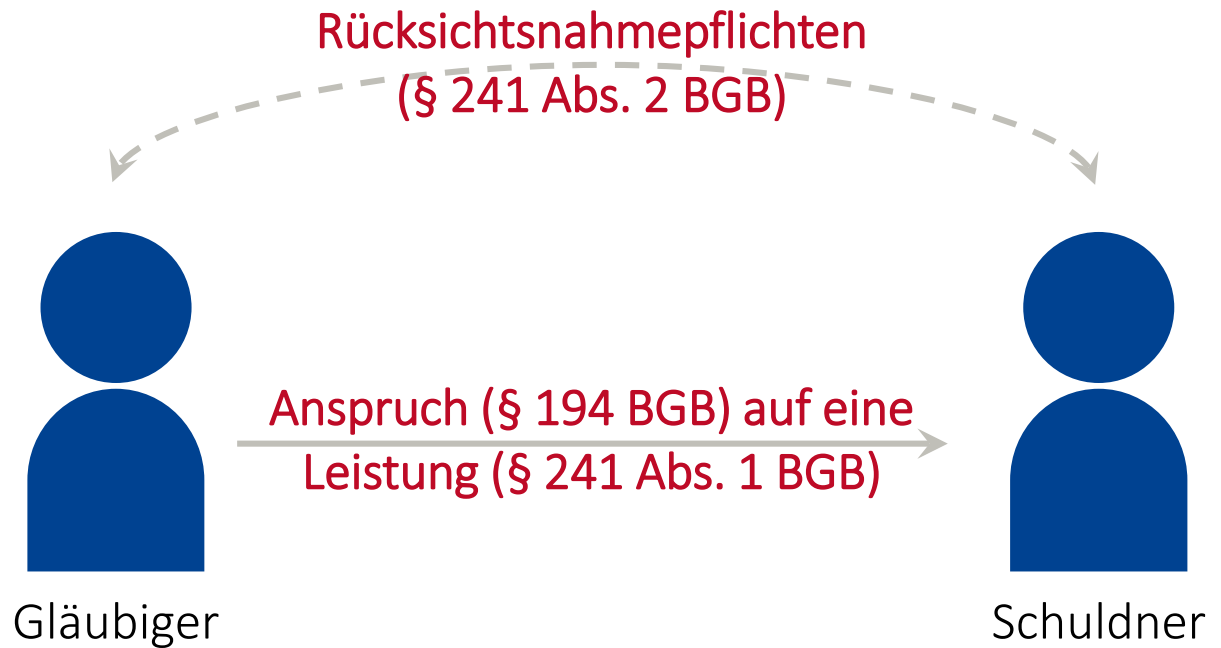 Rücksichtsnahmepflichten
(§ 241 Abs. 2 BGB)
Anspruch (§ 194 BGB) auf eine
Leistung (§ 241 Abs. 1 BGB)
Gläubiger
Schuldner